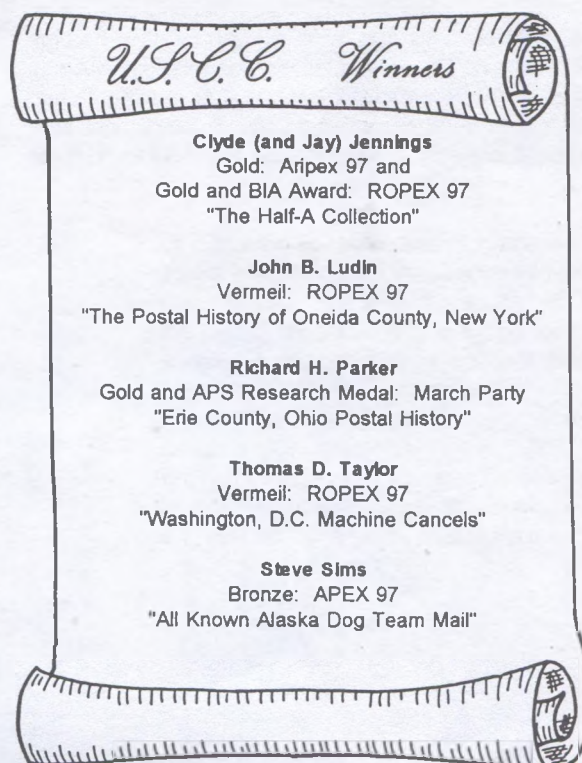 U.S.C.C. Winners
Clyde (and Jay) Jennings
Gold: Aripex 97 and
Gold and BIA Award: ROPEX 97
"The Half-A Collection"
John B. Ludin
Vermeil: ROPEX 97
"The Postal History of Oneida County, New York"
Richard H. Parker
Gold and APS Research Medal: March Party
"Erie County, Ohio Postal History"
Thomas D. Taylor
Vermeil: ROPEX 97
"Washington, D.C. Machine Cancels"
Steve Sims
Bronze: APEX 97
"All Known Alaska Dog Team Mail"